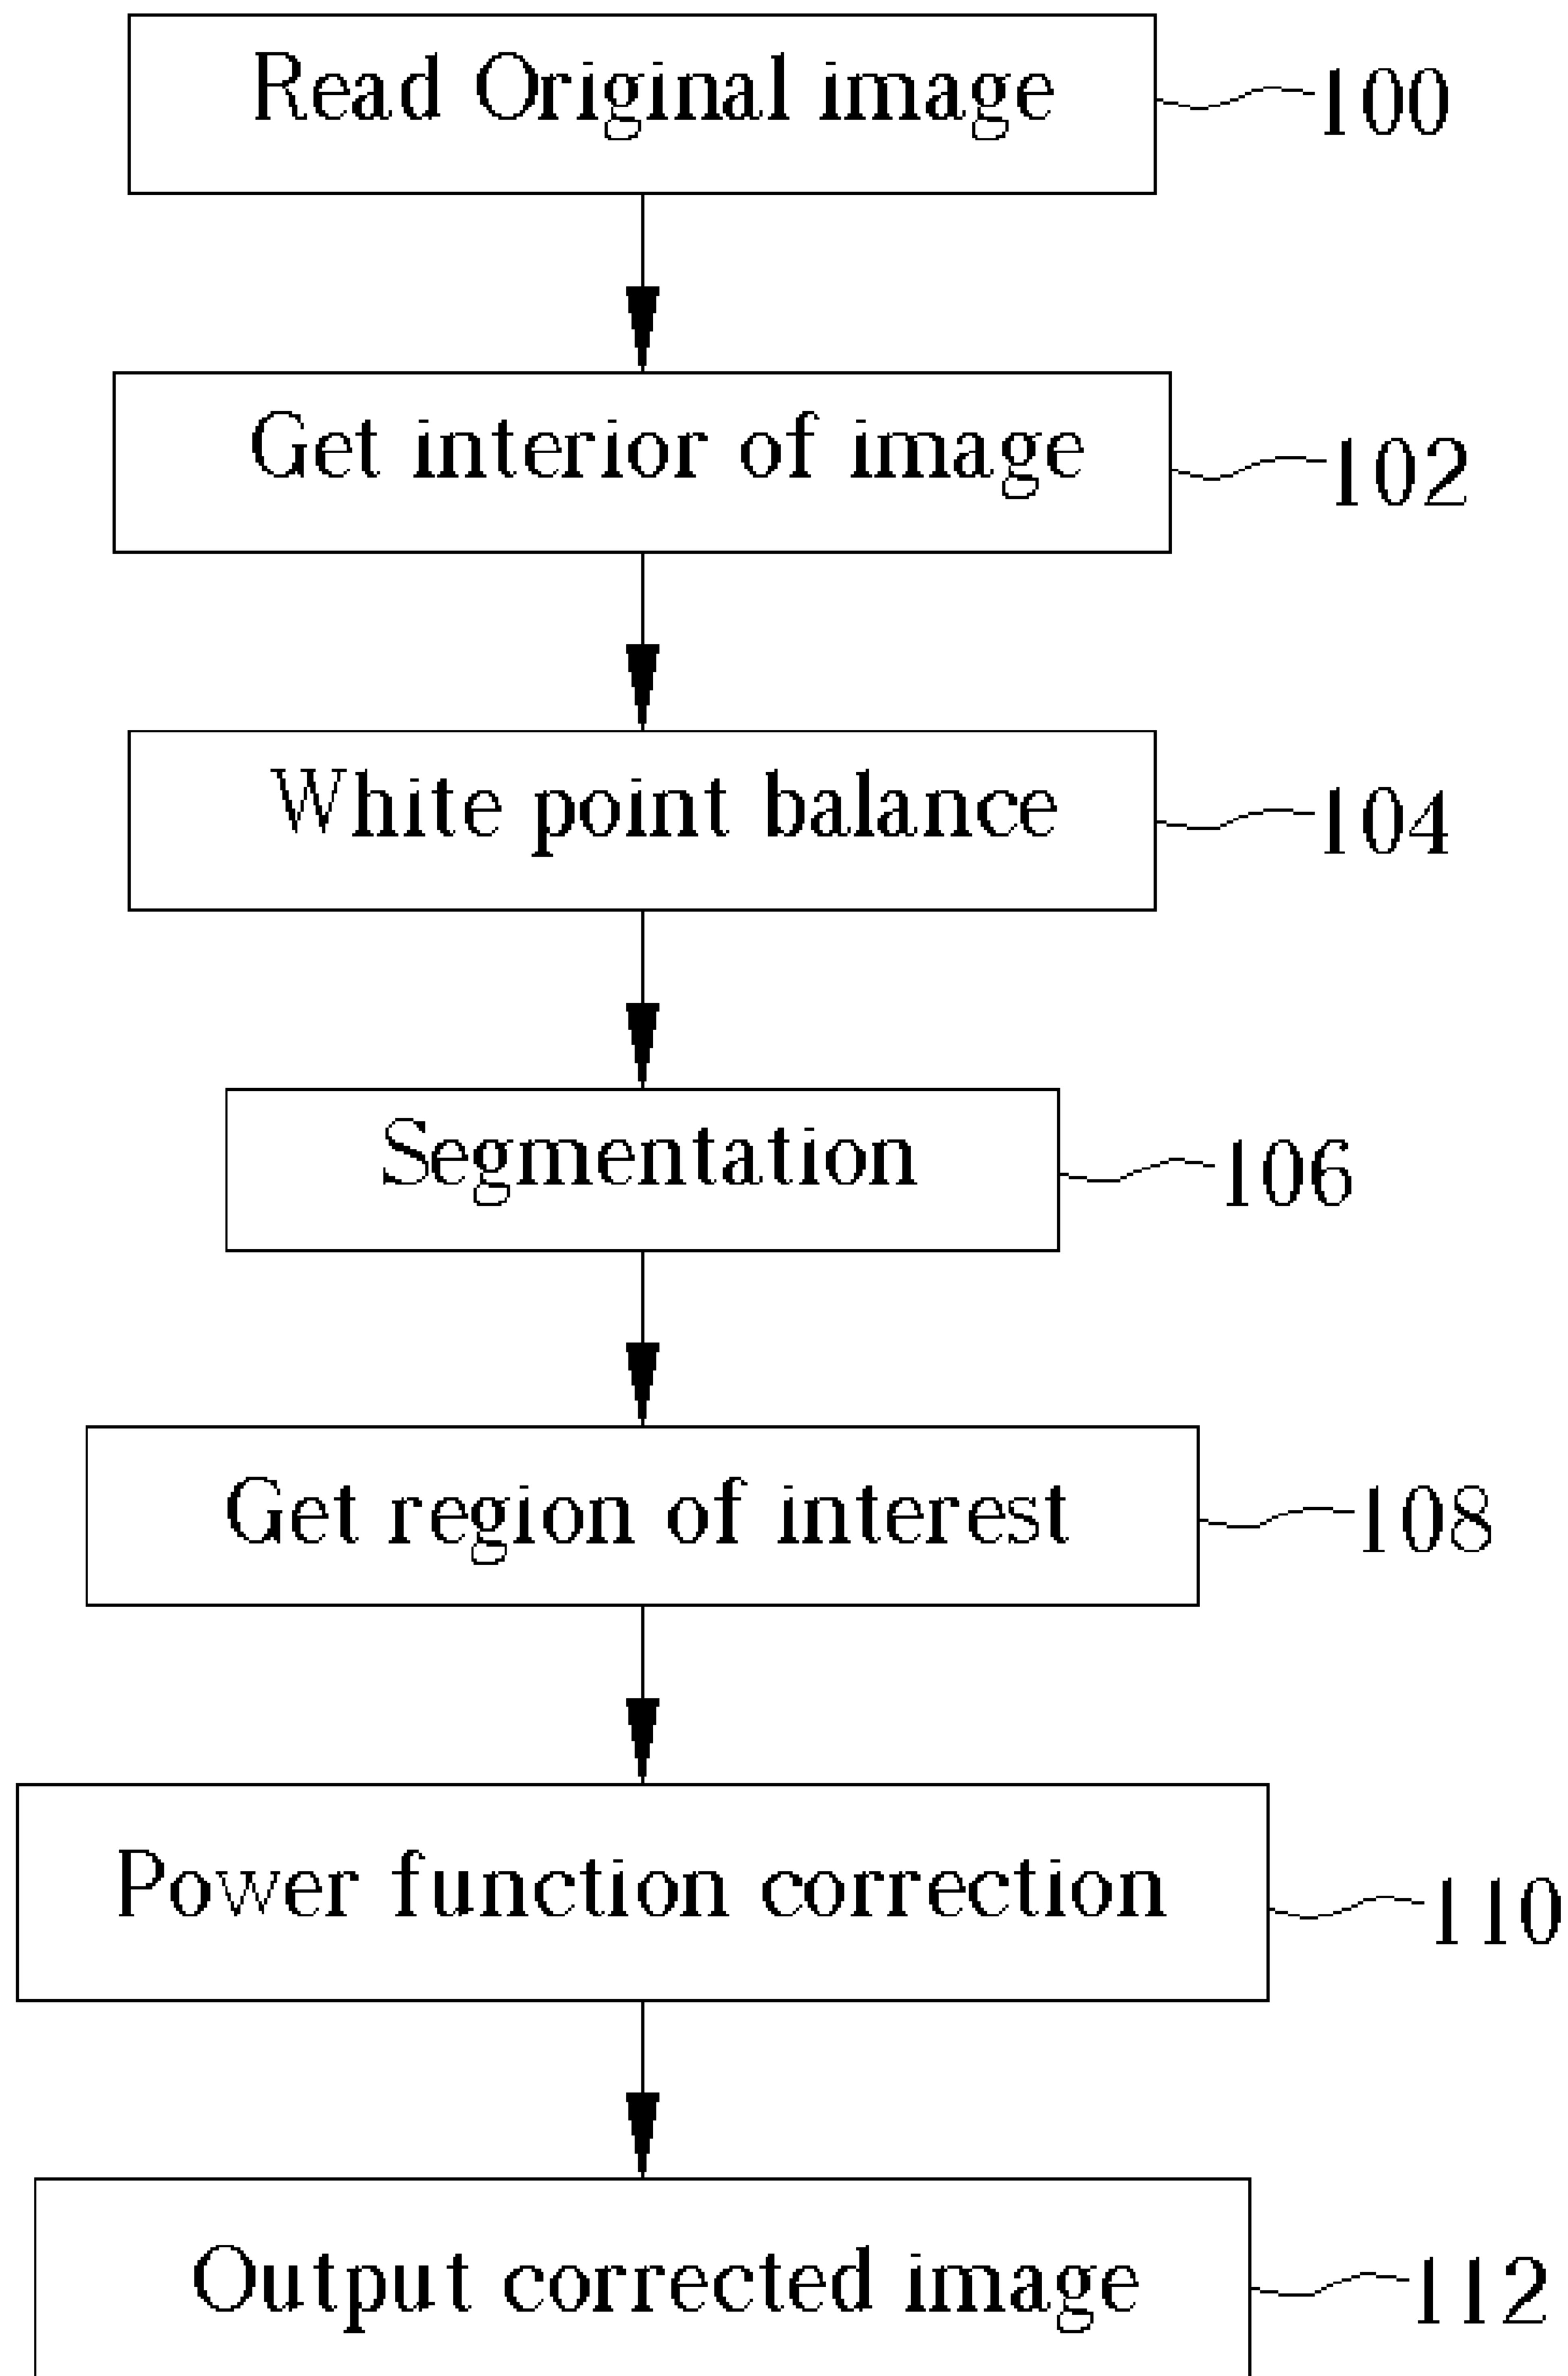 Read Original image 100
Get interior of image 102
White point balance 104
Segmentation 106
Get region of interest 108
Power function correction 110
Output corrected image 112